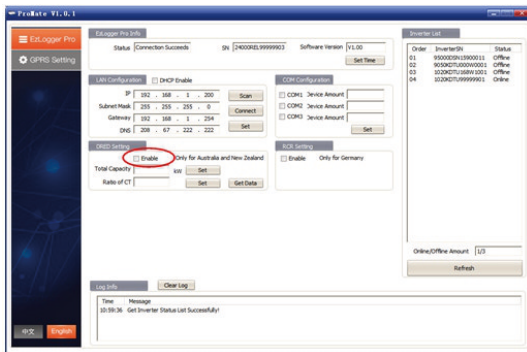 ProMate V1.0.1
EzLogger Pro
GPRS Setting
中文
English
EzLogger Pro Info
Status Connection Succeeds SN 24000RZL99999903 Software Version V1.00
Set Time
LAN Configuration DHCP Enable
IP 192 . 168 . 1 . 200 Scan
Subnet Mask 255 . 255 . 255 . 0
Connect
Gateway 192 . 168 . 1 . 254
DNS 208 . 67 . 222 . 222 Set
COM Configuration
COM1 Device Amount
COM2 Device Amount
COM3 Device Amount
Set
DRED Setting
Enable Only for Australia and New Zealand
Total Capacity kW Set
Ratio of CT Set Get Data
RCR Setting
Enable Only for Germany
Inverter List
Order InverterSN Status
01 95000DSN13900011 Offline
02 9050KDTU000W0001 Offline
03 1020KDTU168W1001 Offline
04 1020KDTU99999901 Online
Online/Offline Amount 1/3
Refresh
Log Info Clear Log
Time Message
10:59:36 Get Inverter Status List Successfully!